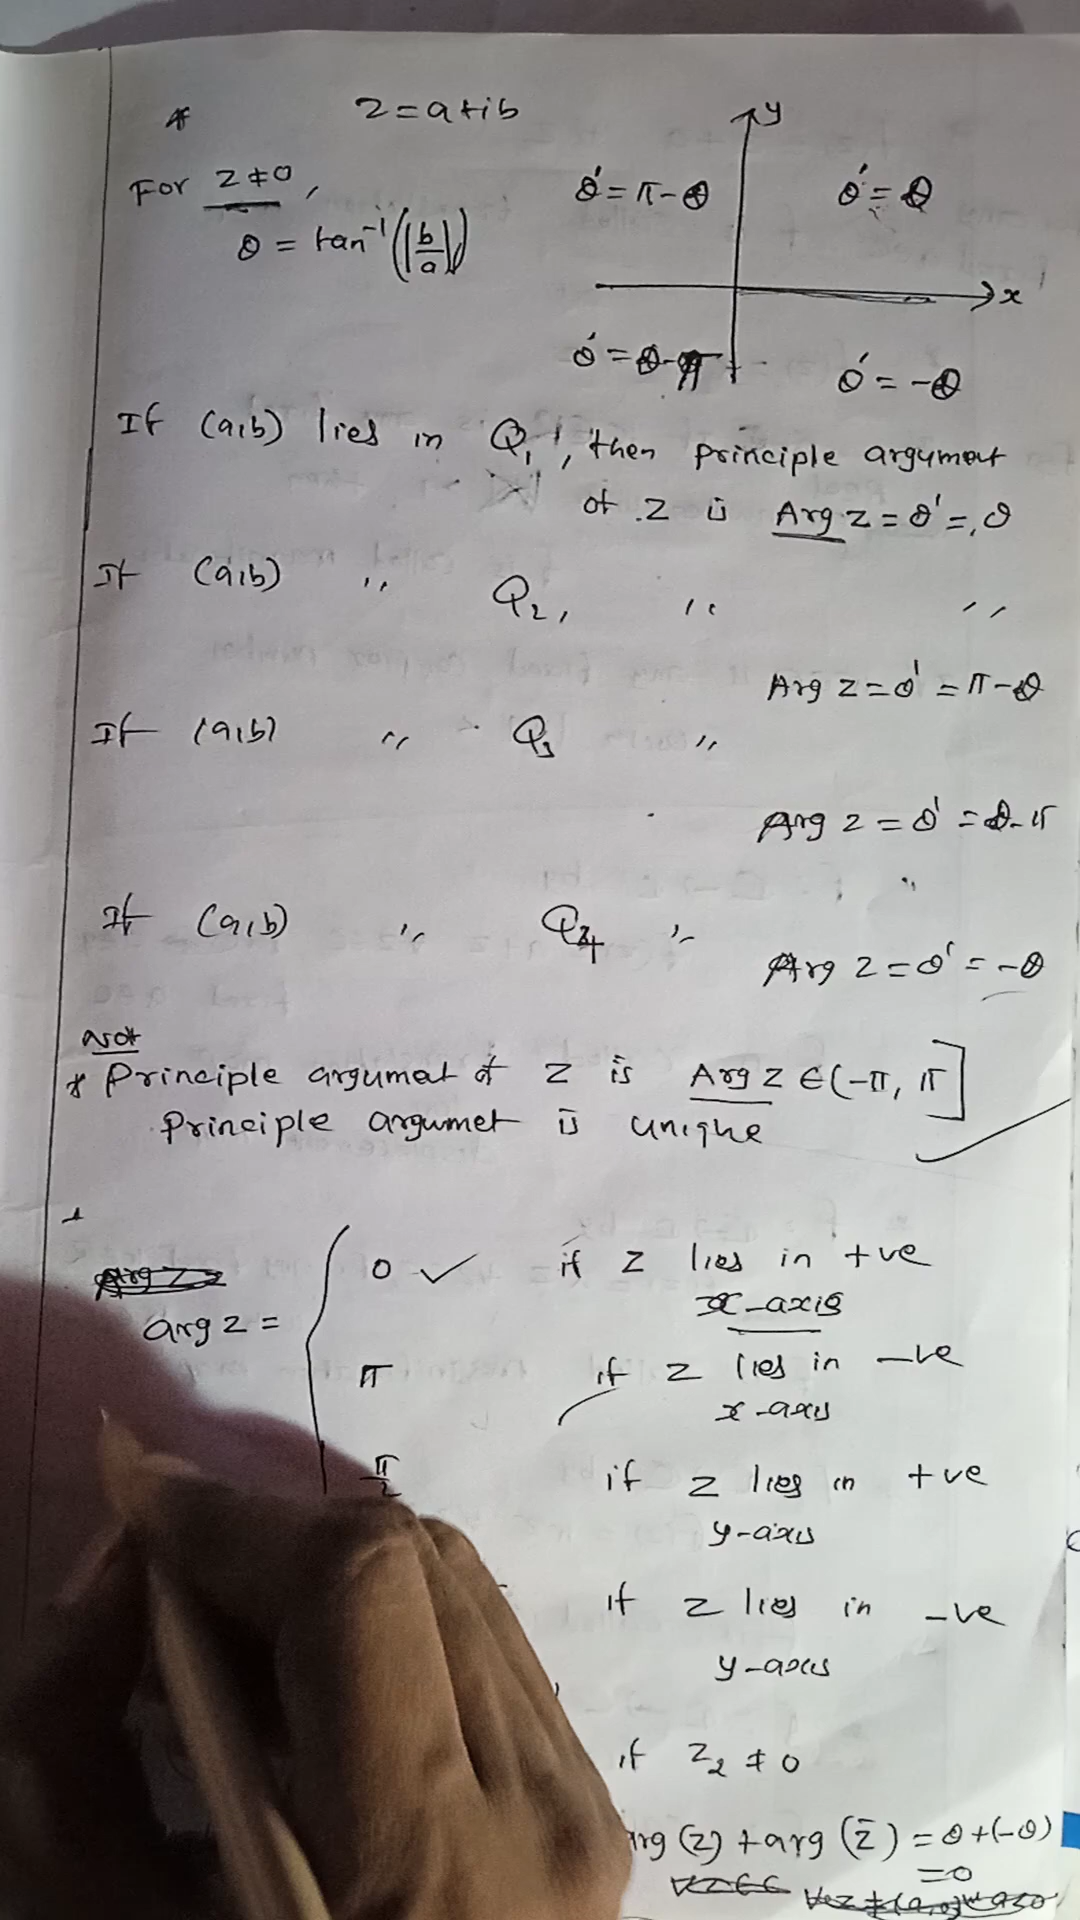 * z = a + ib
For z ≠ 0,
θ = tan⁻¹(|b/a|)
y
θ' = π - θ
θ' = θ
x
θ' = θ - π
θ' = -θ
If (a,b) lies in Q₁, then principle argument
of z is Arg z = θ' = θ
If (a,b) " Q₂, " "
Arg z = θ' = π - θ
If (a,b) " Q₃ "
Arg z = θ' = θ - π
If (a,b) " Q₄ "
Arg z = θ' = -θ
* Principle argumet of z is Arg z ∈ (-π, π]
Principle argumet is unique
arg z =
0 ✓ if z lies in +ve
x-axis
π if z lies in -ve
x-axis
π/2 if z lies in +ve
y-axis
if z lies in -ve
y-axis
if z₂ ≠ 0
arg (z) + arg (z̄) = θ + (-θ)
= 0